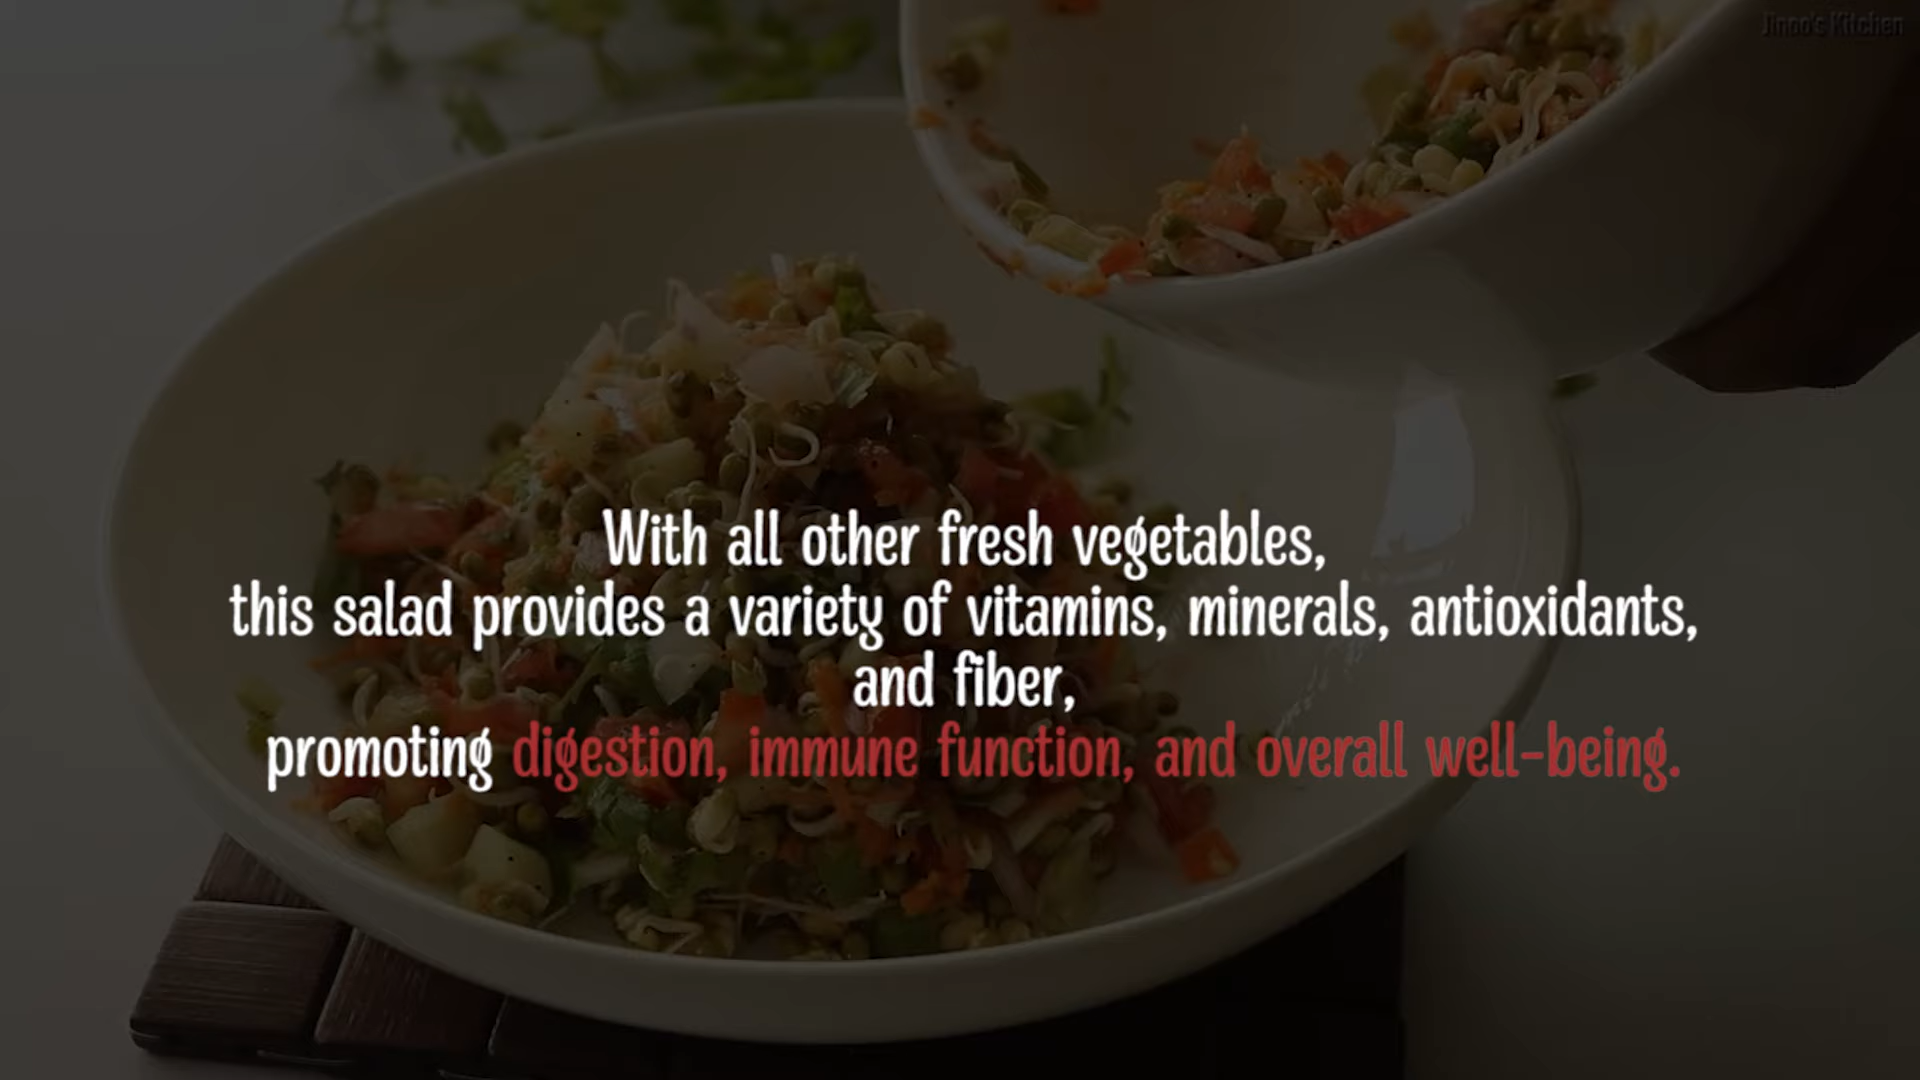 Jinoo's Kitchen
With all other fresh vegetables,
this salad provides a variety of vitamins, minerals, antioxidants,
and fiber,
promoting digestion, immune function, and overall well-being.